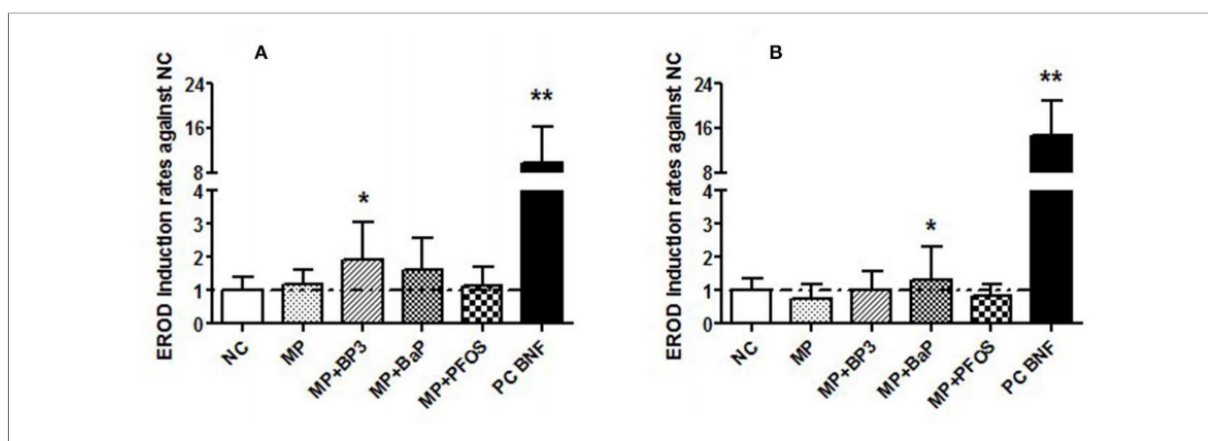 A
EROD Induction rates against NC
24
16
8
4
3
2
1
0
*
**
NC
MP
MP+BP3
MP+BaP
MP+PFOS
PC BNF
B
EROD Induction rates against NC
24
16
8
4
3
2
1
0
*
**
NC
MP
MP+BP3
MP+BaP
MP+PFOS
PC BNF